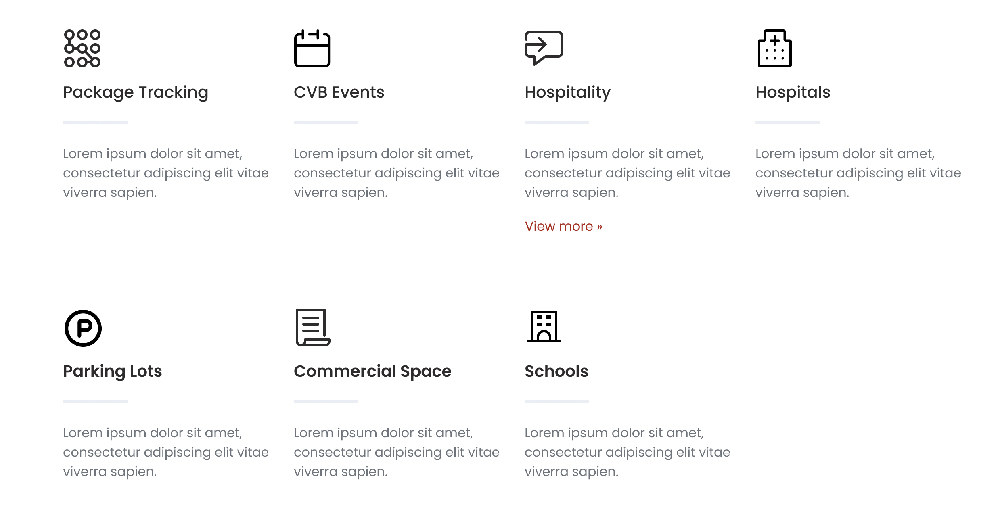 Package Tracking
Lorem ipsum dolor sit amet,
consectetur adipiscing elit vitae
viverra sapien.
CVB Events
Lorem ipsum dolor sit amet,
consectetur adipiscing elit vitae
viverra sapien.
Hospitality
Lorem ipsum dolor sit amet,
consectetur adipiscing elit vitae
viverra sapien.
View more »
Hospitals
Lorem ipsum dolor sit amet,
consectetur adipiscing elit vitae
viverra sapien.
P
Parking Lots
Lorem ipsum dolor sit amet,
consectetur adipiscing elit vitae
viverra sapien.
Commercial Space
Lorem ipsum dolor sit amet,
consectetur adipiscing elit vitae
viverra sapien.
Schools
Lorem ipsum dolor sit amet,
consectetur adipiscing elit vitae
viverra sapien.